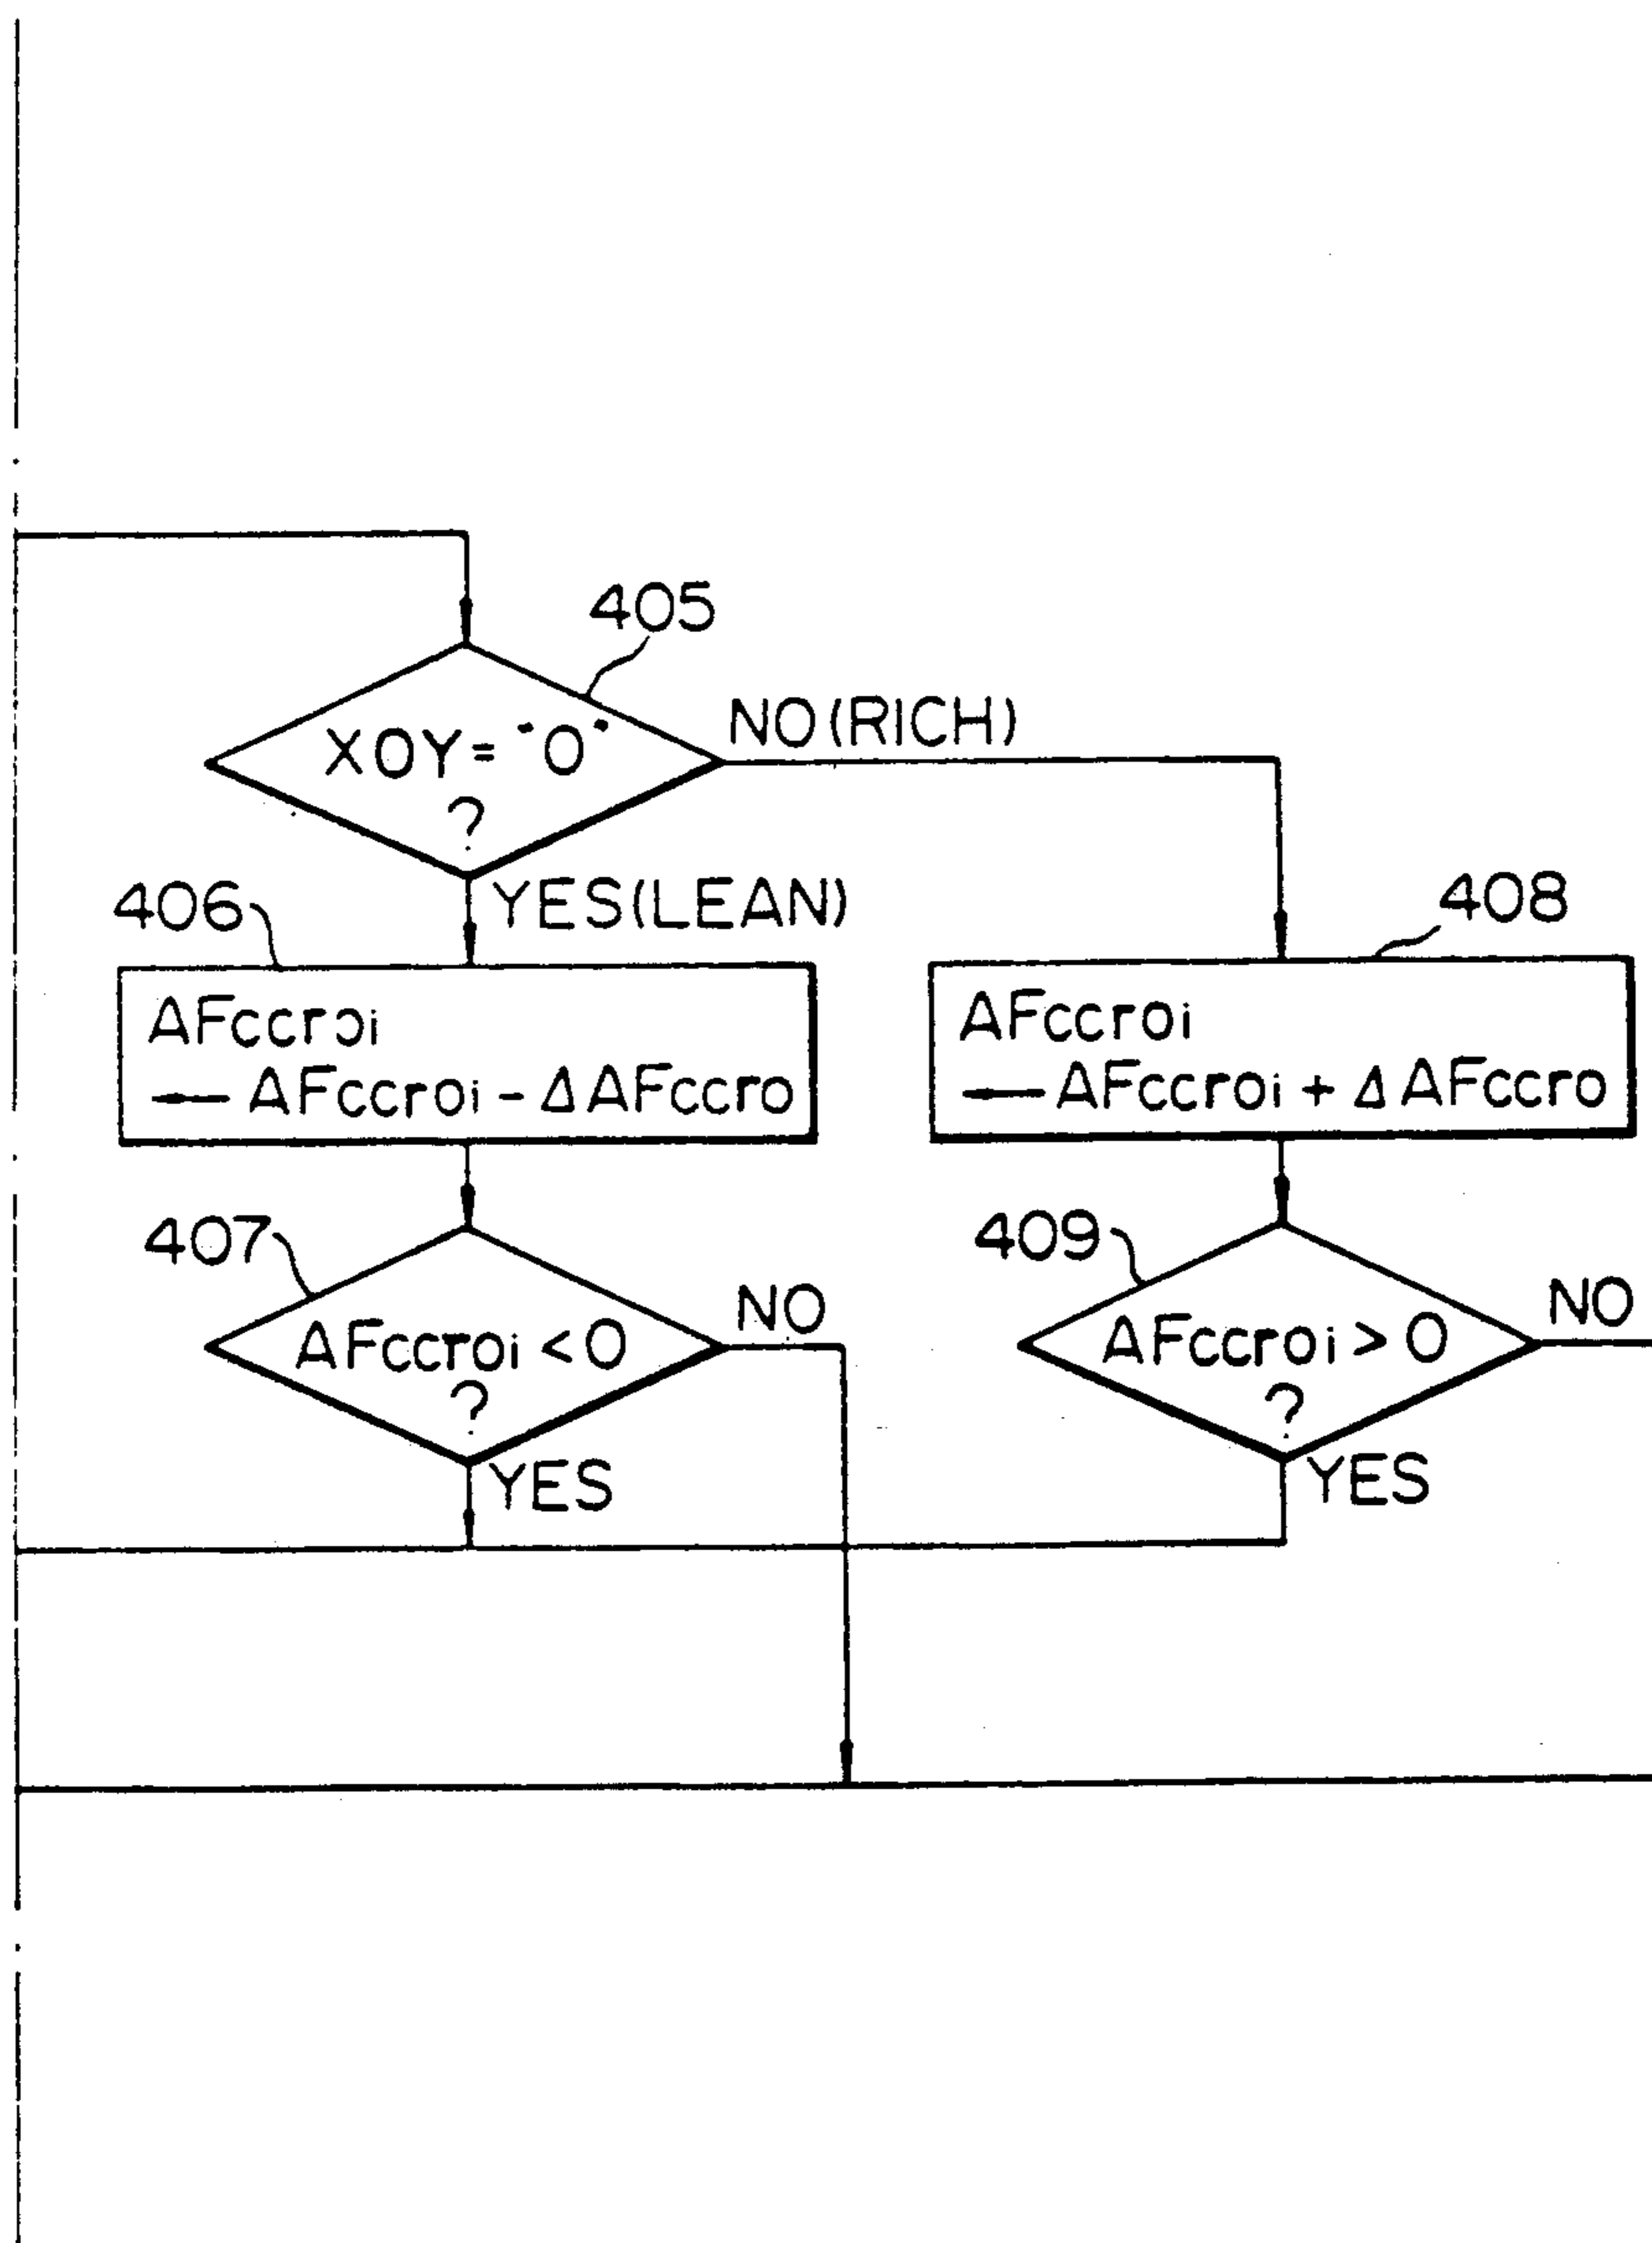 405
XOY= "0"
?
NO(RICH)
YES(LEAN)
406
AFccroi
← AFccroi - ΔAFccro
408
AFccroi
← AFccroi + ΔAFccro
407
AFccroi < 0
?
NO
YES
409
AFccroi > 0
?
NO
YES